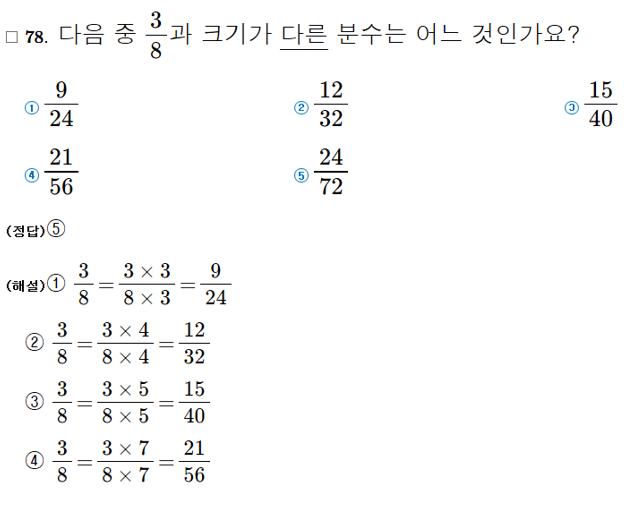 □ 78. 다음 중 3/8과 크기가 다른 분수는 어느 것인가요?
① 9/24 ② 12/32 ③ 15/40
④ 21/56 ⑤ 24/72
(정답)⑤
(해설)① 3/8 = 3 × 3/8 × 3 = 9/24
② 3/8 = 3 × 4/8 × 4 = 12/32
③ 3/8 = 3 × 5/8 × 5 = 15/40
④ 3/8 = 3 × 7/8 × 7 = 21/56